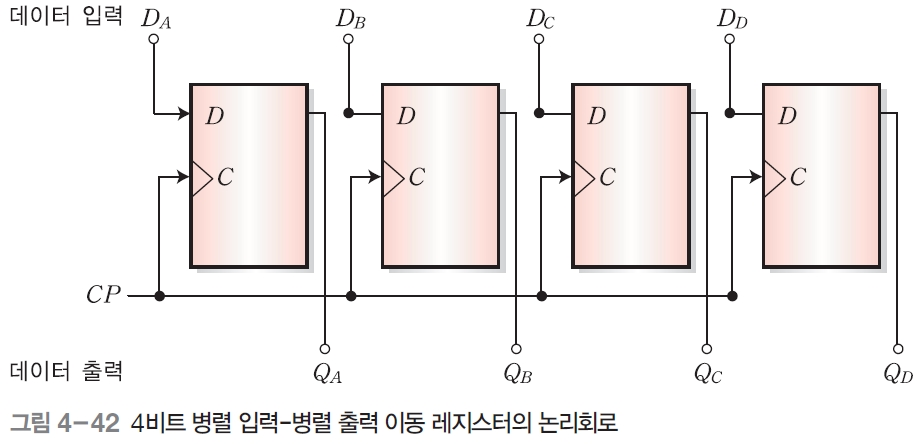 데이터 입력 D_A D_B D_C D_D
D D D D
C C C C
CP
데이터 출력 Q_A Q_B Q_C Q_D
그림 4-42 4비트 병렬 입력-병렬 출력 이동 레지스터의 논리회로